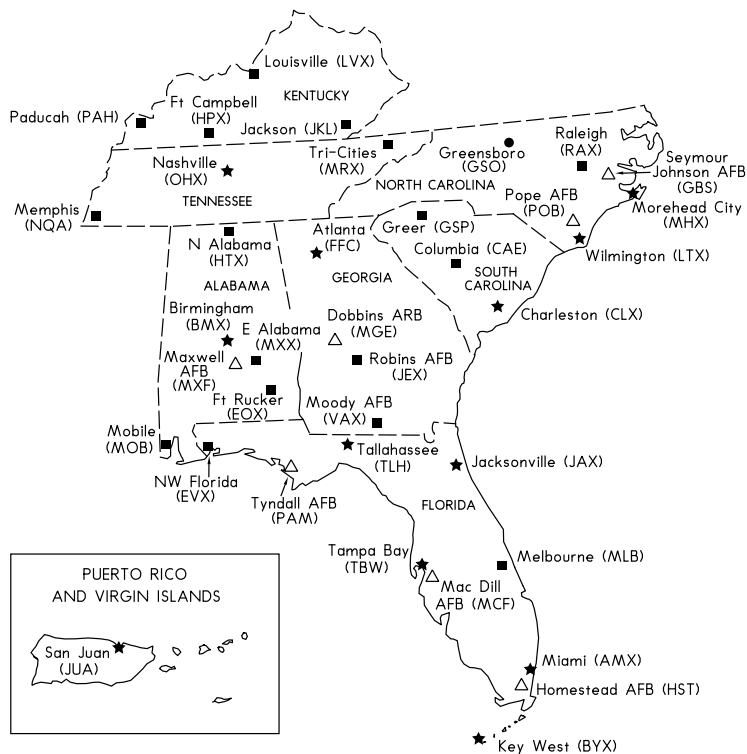 Louisville (LVX)
Ft Campbell
(HPX)
KENTUCKY
Paducah (PAH)
Jackson (JKL)
Raleigh
(RAX)
Nashville
(OHX)
Tri-Cities
(MRX)
Greensboro
(GSO)
Seymour
Johnson AFB
(GBS)
NORTH CAROLINA
TENNESSEE
Pope AFB
(POB)
Memphis
(NQA)
Morehead City
(MHX)
N Alabama
(HTX)
Atlanta
(FFC)
Greer (GSP)
Columbia (CAE)
Wilmington (LTX)
ALABAMA
GEORGIA
SOUTH
CAROLINA
Birmingham
(BMX)
E Alabama
(MXX)
Dobbins ARB
(MGE)
Charleston (CLX)
Maxwell
AFB
(MXF)
Robins AFB
(JEX)
Ft Rucker
(EOX)
Moody AFB
(VAX)
Mobile
(MOB)
Tallahassee
(TLH)
Jacksonville (JAX)
NW Florida
(EVX)
Tyndall AFB
(PAM)
FLORIDA
Tampa Bay
(TBW)
Melbourne (MLB)
Mac Dill
AFB (MCF)
PUERTO RICO
AND VIRGIN ISLANDS
San Juan
(JUA)
Miami (AMX)
Homestead AFB (HST)
Key West (BYX)